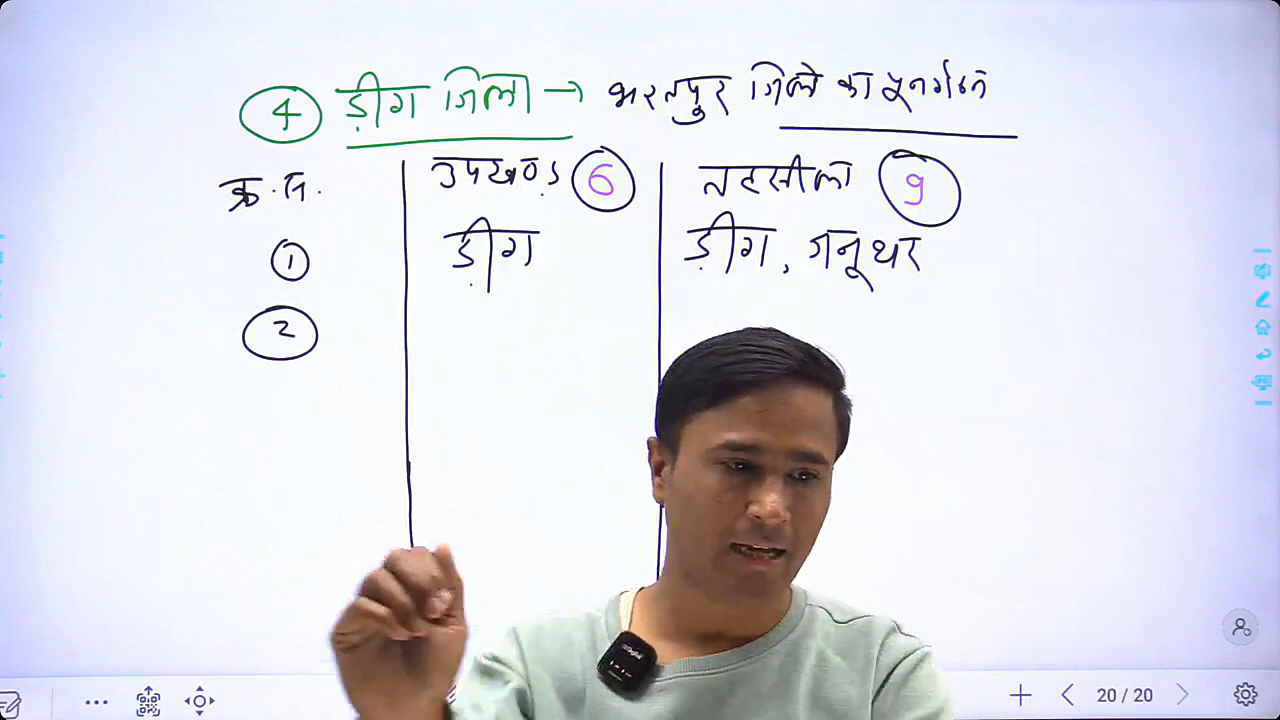 4 डीग जिला → भरतपुर जिले का पुनर्गठन
क्र. सं. उपखण्ड 6 तहसीलें 9
1 डीग डीग, जनूथर
2
20 / 20